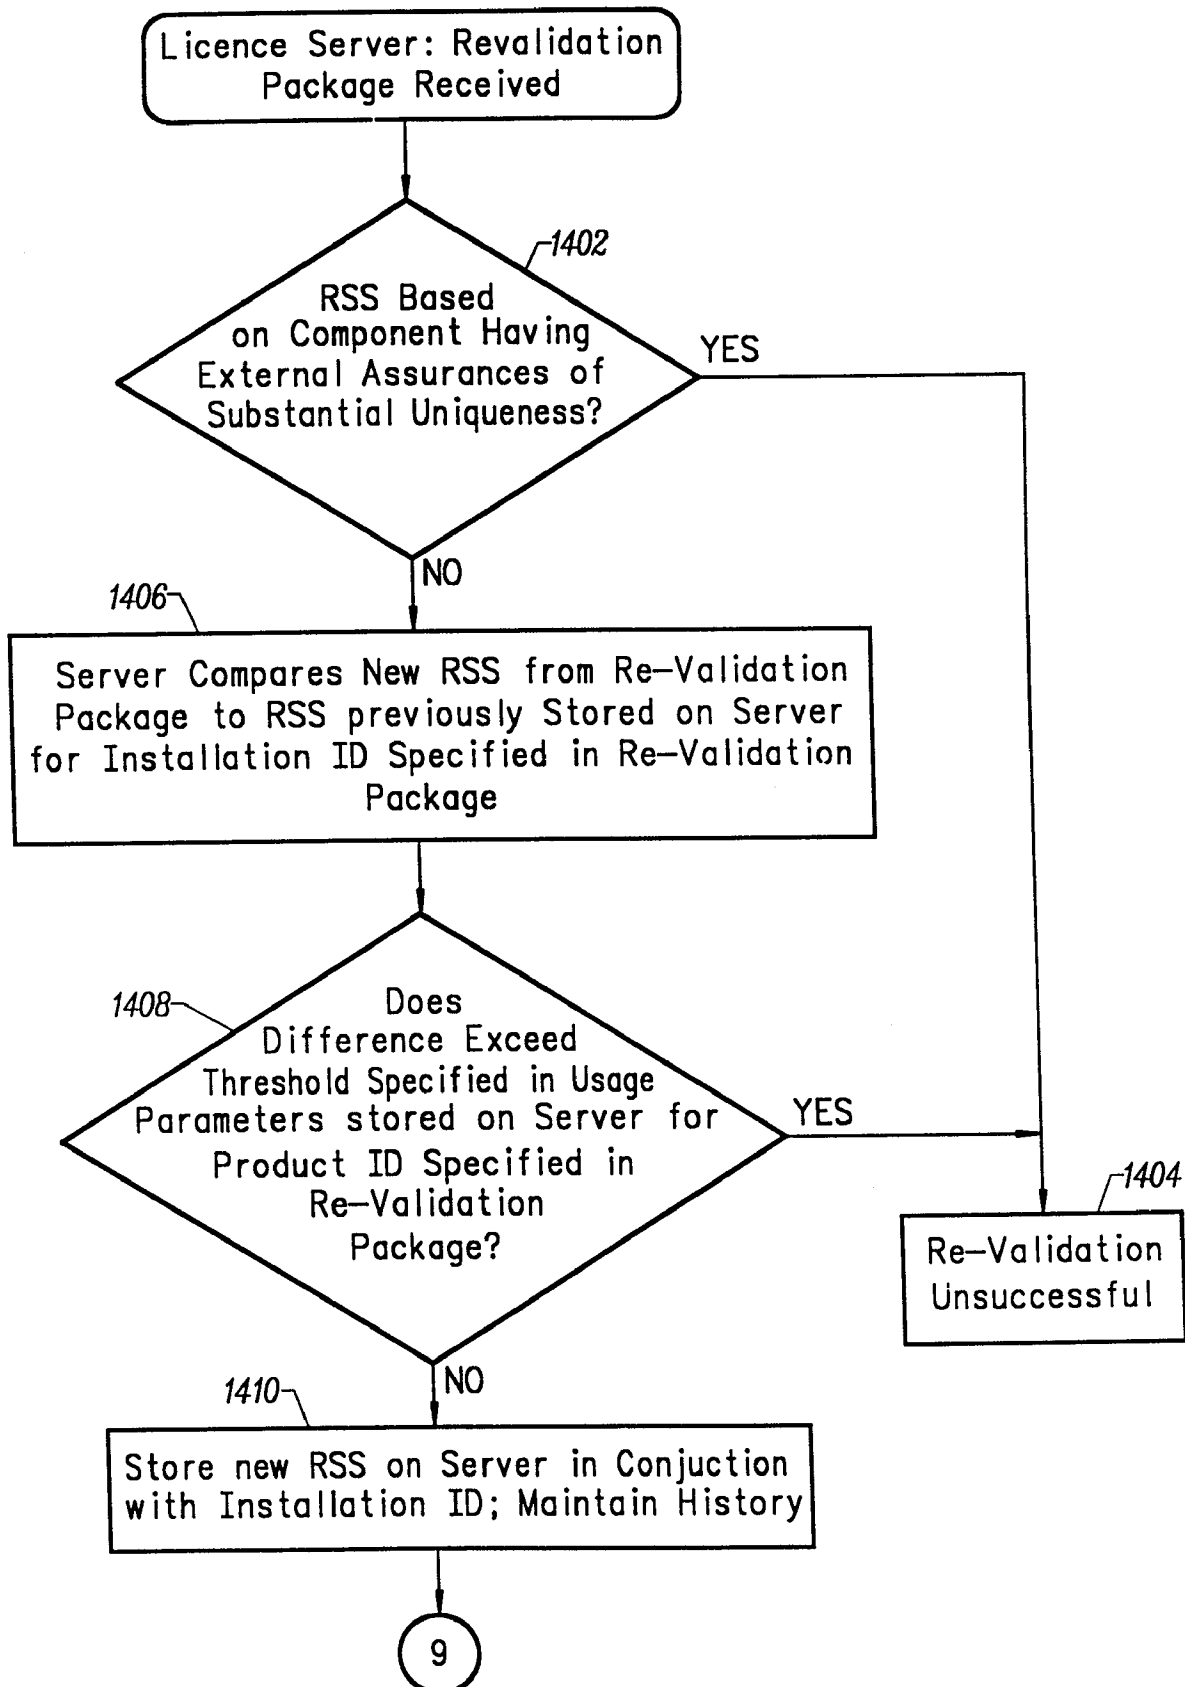 Licence Server: Revalidation
Package Received
1402
RSS Based
on Component Having
External Assurances of
Substantial Uniqueness?
YES
NO
1406
Server Compares New RSS from Re-Validation
Package to RSS previously Stored on Server
for Installation ID Specified in Re-Validation
Package
1408
Does
Difference Exceed
Threshold Specified in Usage
Parameters stored on Server for
Product ID Specified in
Re-Validation
Package?
YES
1404
Re-Validation
Unsuccessful
NO
1410
Store new RSS on Server in Conjuction
with Installation ID; Maintain History
9